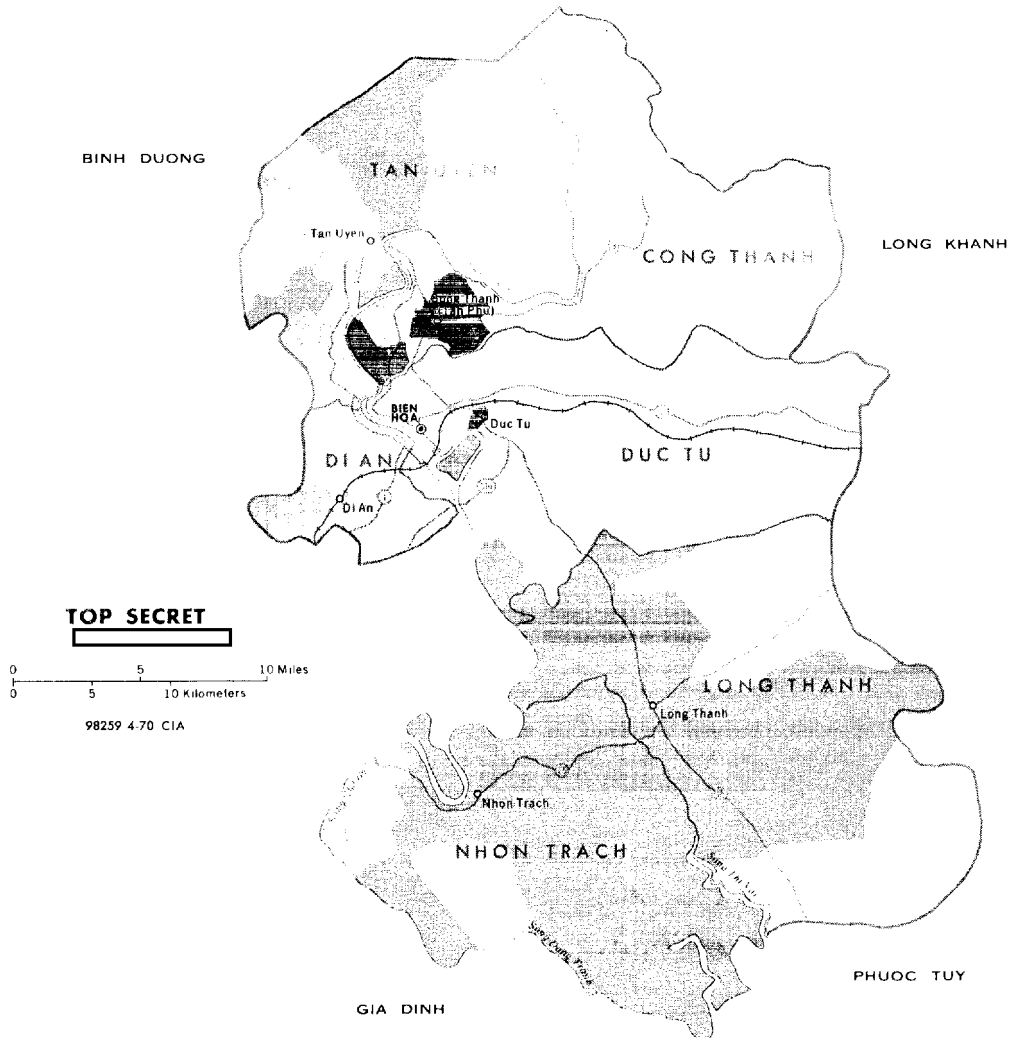 BINH DUONG
TAN UYEN
Tan Uyen
CONG THANH
LONG KHANH
Cong Thanh
(Tan Phu)
BIEN
HOA
Duc Tu
DI AN
DUC TU
Di An
TOP SECRET
0 5 10 Miles
0 5 10 Kilometers
98259 4-70 CIA
LONG THANH
Long Thanh
Nhon Trach
NHON TRACH
PHUOC TUY
GIA DINH